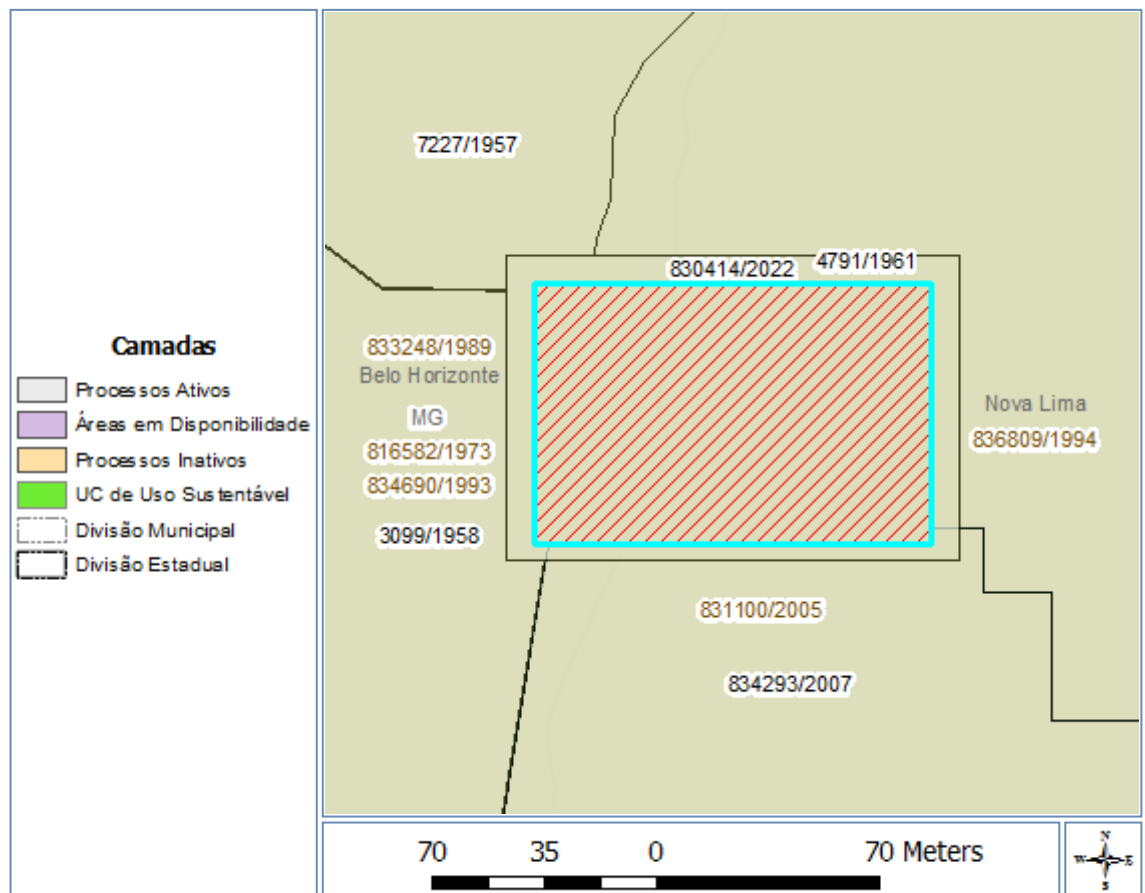 Camadas
Processos Ativos
Áreas em Disponibilidade
Processos Inativos
UC de Uso Sustentável
Divisão Municipal
Divisão Estadual
7227/1957
830414/2022
4791/1961
833248/1989
Belo Horizonte
MG
816582/1973
834690/1993
3099/1958
Nova Lima
836809/1994
831100/2005
834293/2007
70 35 0 70 Meters
N
W E
S